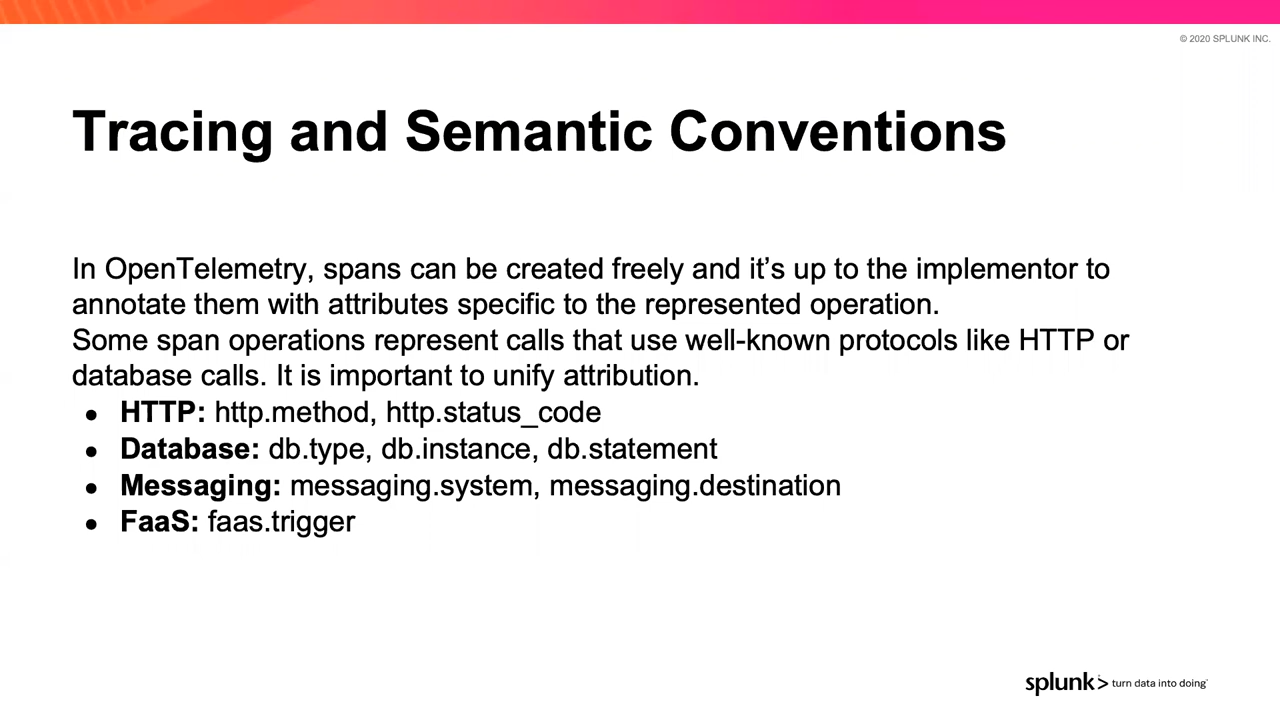 © 2020 SPLUNK INC.
Tracing and Semantic Conventions
In OpenTelemetry, spans can be created freely and it’s up to the implementor to
annotate them with attributes specific to the represented operation.
Some span operations represent calls that use well-known protocols like HTTP or
database calls. It is important to unify attribution.
● HTTP: http.method, http.status_code
● Database: db.type, db.instance, db.statement
● Messaging: messaging.system, messaging.destination
● FaaS: faas.trigger
splunk> turn data into doing